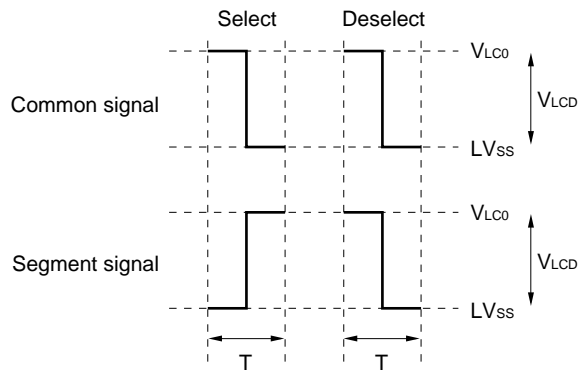 Select Deselect
VLC0
Common signal
VLCD
LVSS
VLC0
Segment signal
VLCD
LVSS
T T